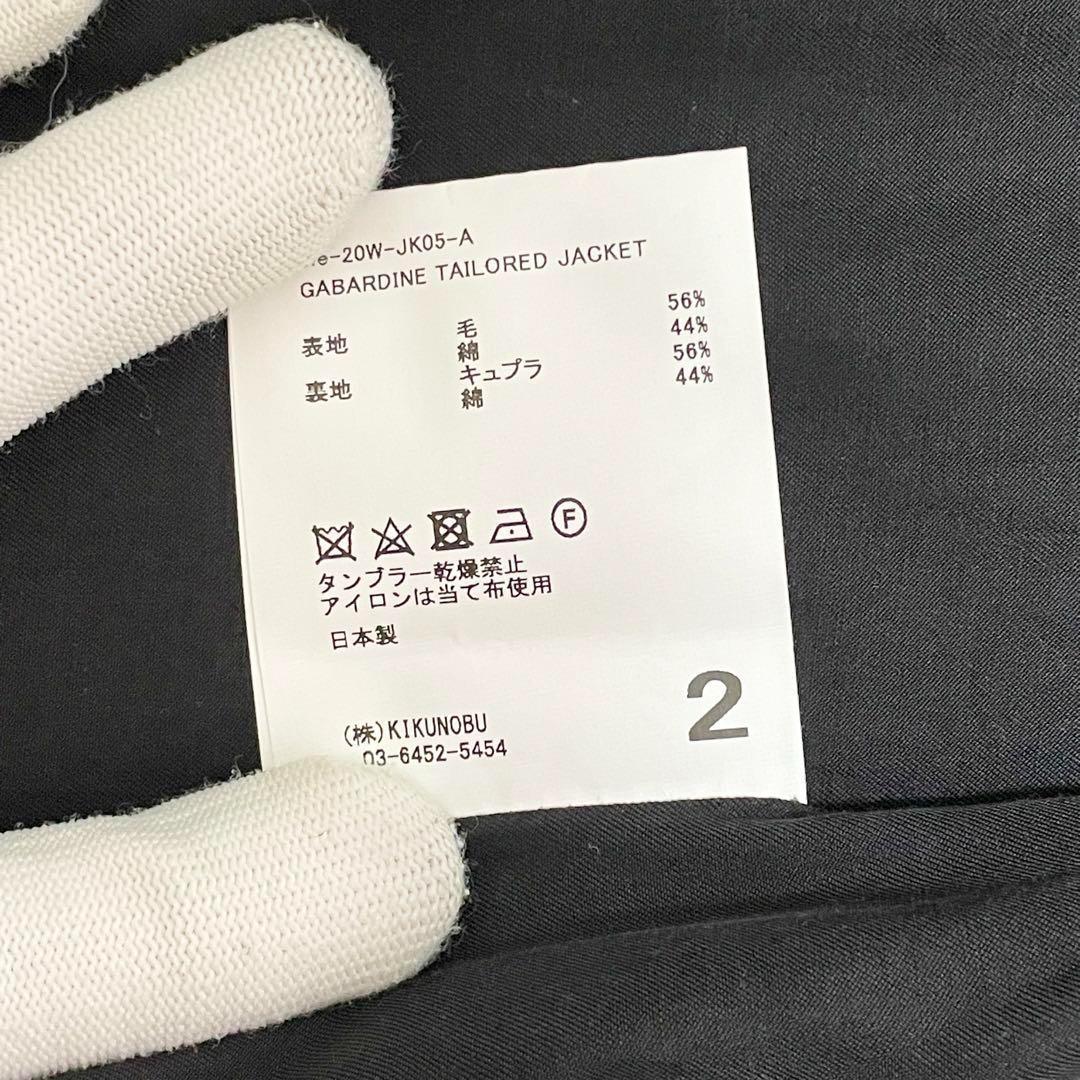 -20W-JK05-A
GABARDINE TAILORED JACKET
表地 毛 56%
綿 44%
裏地 キュプラ 56%
綿 44%
F
タンブラー乾燥禁止
アイロンは当て布使用
日本製
(株)KIKUNOBU
03-6452-5454
2